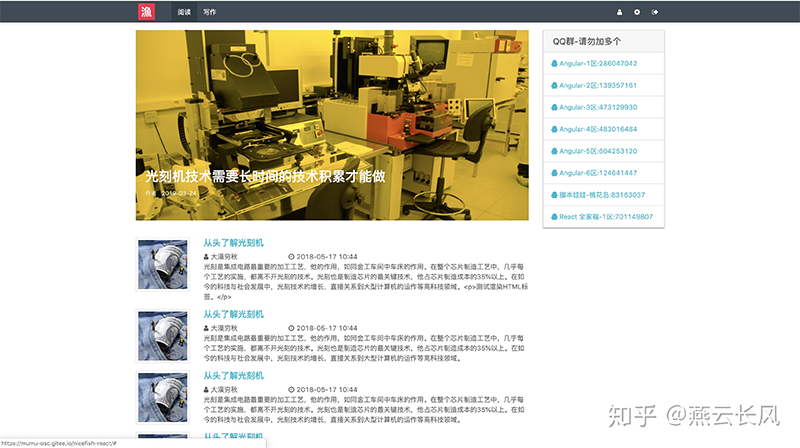 漁
阅读 写作
光刻机技术需要长时间的技术积累才能做
作者 2019-03-24
QQ群-请勿加多个
Angular-1区:286047042
Angular-2区:139357161
Angular-3区:473129930
Angular-4区:483016484
Angular-5区:604253120
Angular-6区:124641447
脚本娃娃-桃花岛:83163037
React 全家福-1区:701149807
从头了解光刻机
大漠穷秋 2018-05-17 10:44
光刻是集成电路最重要的加工工艺，他的作用，如同金工车间中车床的作用。在整个芯片制造工艺中，几乎每
个工艺的实施，都离不开光刻的技术。光刻也是制造芯片的最关键技术，他占芯片制造成本的35%以上。在如
今的科技与社会发展中，光刻技术的增长，直接关系到大型计算机的运作等高科技领域。<p>测试渲染HTML标
签。</p>
从头了解光刻机
大漠穷秋 2018-05-17 10:44
光刻是集成电路最重要的加工工艺，他的作用，如同金工车间中车床的作用。在整个芯片制造工艺中，几乎每
个工艺的实施，都离不开光刻的技术。光刻也是制造芯片的最关键技术，他占芯片制造成本的35%以上。在如
今的科技与社会发展中，光刻技术的增长，直接关系到大型计算机的运作等高科技领域。
从头了解光刻机
大漠穷秋 2018-05-17 10:44
光刻是集成电路最重要的加工工艺，他的作用，如同金工车间中车床的作用。在整个芯片制造工艺中，几乎每
个工艺的实施，都离不开光刻的技术。光刻也是制造芯片的最关键技术，他占芯片制造成本的35%以上。在如
今的科技与社会发展中，光刻技术的增长，直接关系到大型计算机的运作等高科技领域。
从头了解光刻机
https://mumu-osc.gitee.io/nicefish-react/#
知乎 @燕云长风